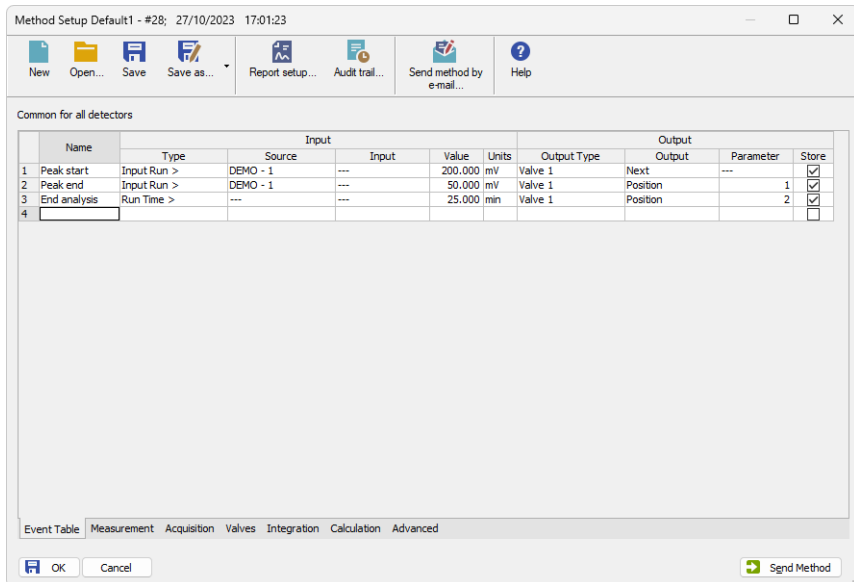 Method Setup Default1 - #28; 27/10/2023 17:01:23
New Open... Save Save as... Report setup... Audit trail... Send method by e-mail... Help
Common for all detectors
Name Input Output
Type Source Input Value Units Output Type Output Parameter Store
1 Peak start Input Run > DEMO - 1 --- 200.000 mV Valve 1 Next ---
2 Peak end Input Run > DEMO - 1 --- 50.000 mV Valve 1 Position 1
3 End analysis Run Time > --- --- 25.000 min Valve 1 Position 2
4
Event Table Measurement Acquisition Valves Integration Calculation Advanced
OK Cancel Send Method